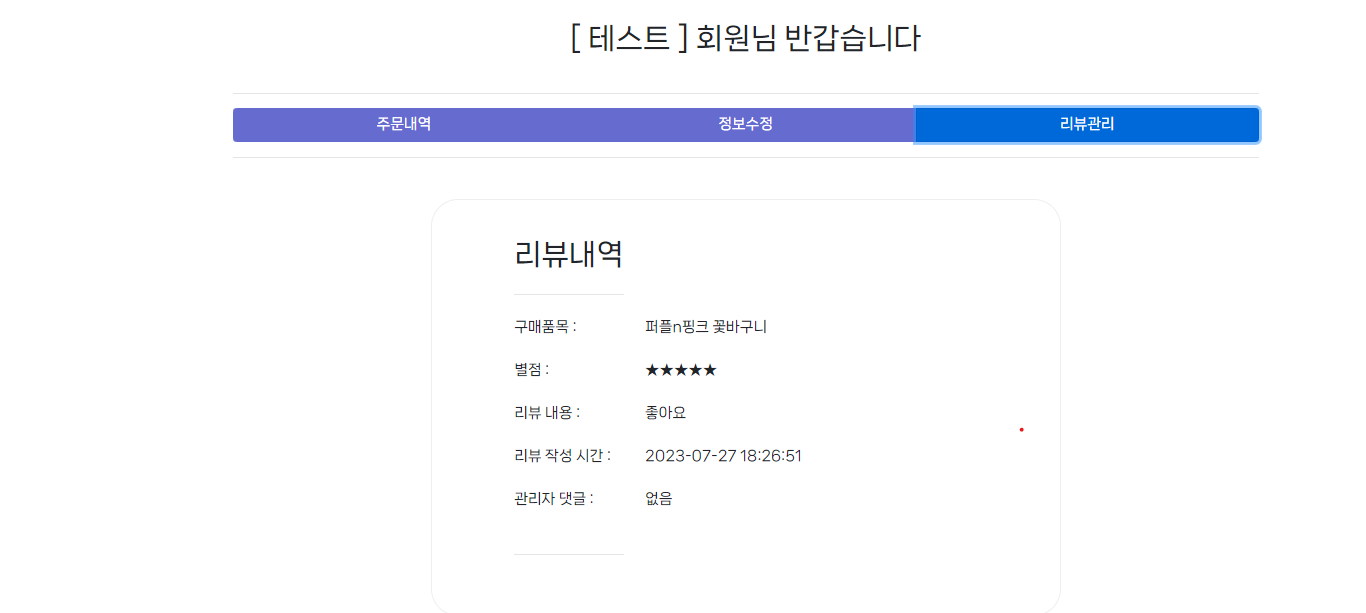 [ 테스트 ] 회원님 반갑습니다
주문내역 정보수정 리뷰관리
리뷰내역
구매품목 : 퍼플n핑크 꽃바구니
별점 : ★★★★★
리뷰 내용 : 좋아요
리뷰 작성 시간 : 2023-07-27 18:26:51
관리자 댓글 : 없음